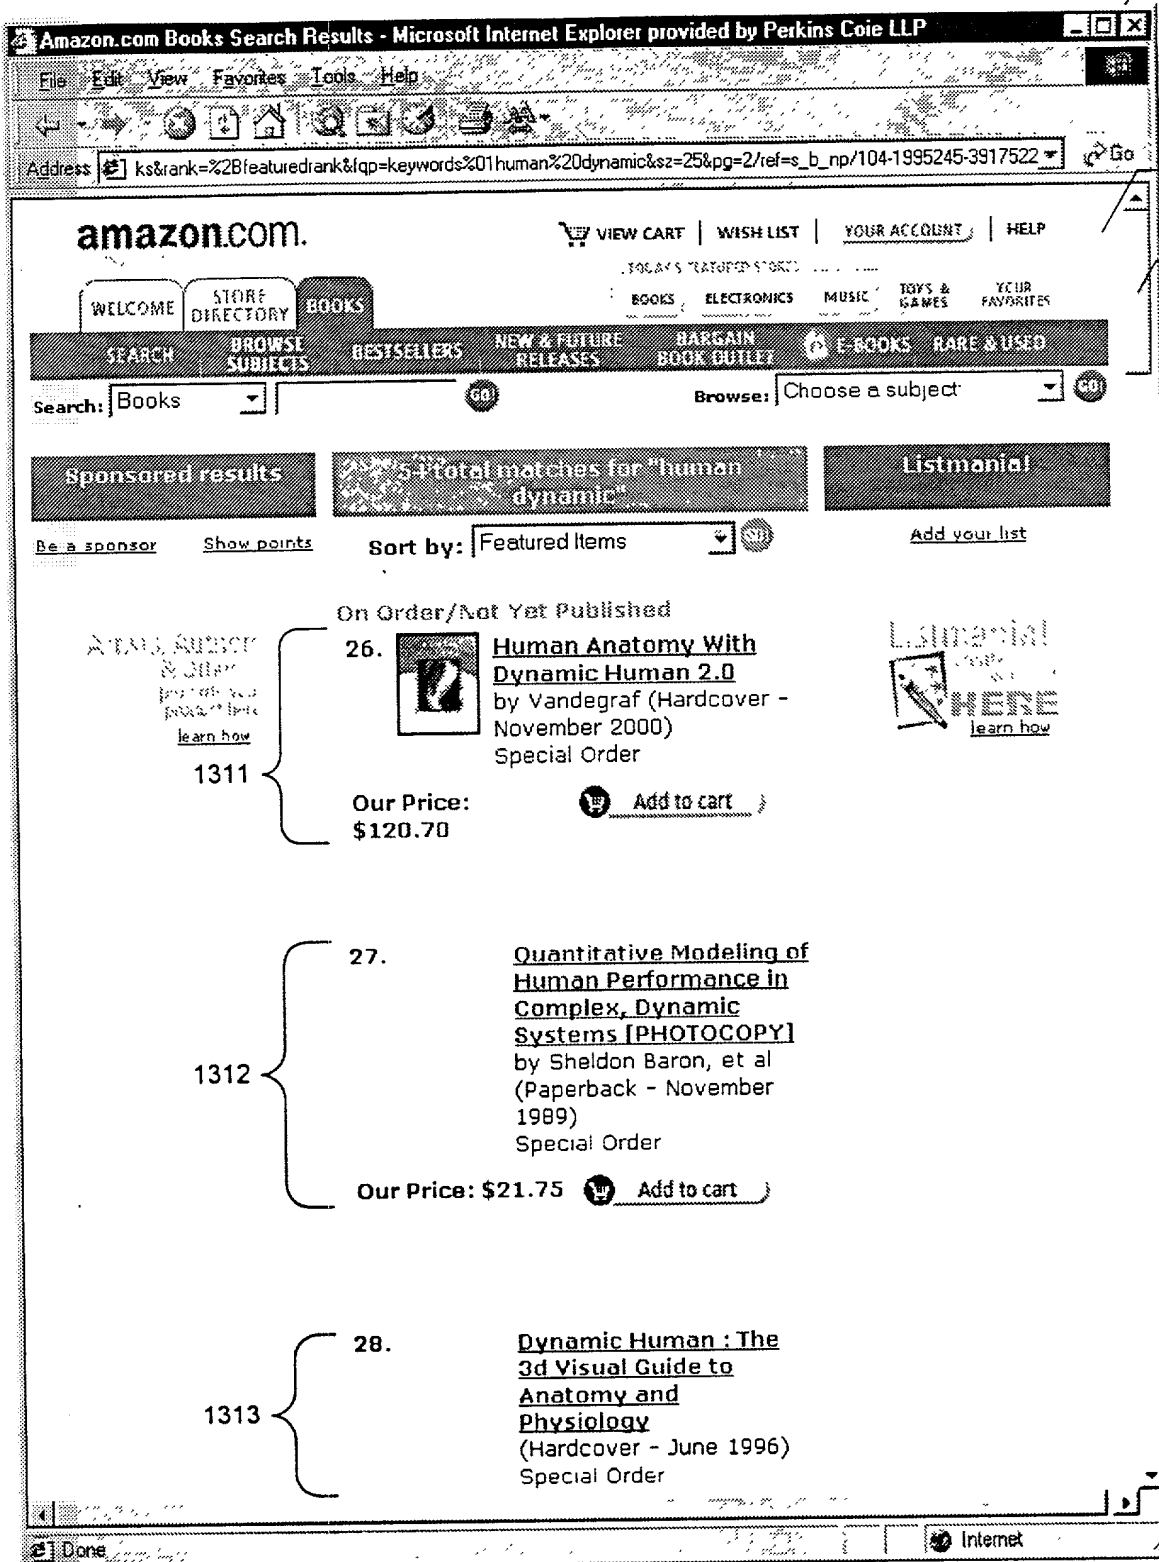 Amazon.com Books Search Results - Microsoft Internet Explorer provided by Perkins Coie LLP
File Edit View Favorites Tools Help
Address ks&rank=%2Bfeaturedrank&fqp=keywords%01human%20dynamic&sz=25&pg=2/ref=s_b_np/104-1995245-3917522 Go
amazon.com.
VIEW CART | WISH LIST | YOUR ACCOUNT | HELP
TODAY'S FEATURED STORES
WELCOME STORE DIRECTORY BOOKS
BOOKS ELECTRONICS MUSIC TOYS & GAMES YOUR FAVORITES
SEARCH BROWSE SUBJECTS BESTSELLERS NEW & FUTURE RELEASES BARGAIN BOOK OUTLET E-BOOKS RARE & USED
Search: Books GO! Browse: Choose a subject GO!
Sponsored results
54 total matches for "human
dynamic"
Listmania!
Be a sponsor Show points
Sort by: Featured Items
Add your list
On Order/Not Yet Published
26. Human Anatomy With
Dynamic Human 2.0
by Vandegraf (Hardcover -
November 2000)
Special Order
Our Price:
$120.70
Add to cart
Author
& other
learn how
1311
Listmania!
HERE
learn how
27. Quantitative Modeling of
Human Performance in
Complex, Dynamic
Systems [PHOTOCOPY]
by Sheldon Baron, et al
(Paperback - November
1989)
Special Order
Our Price: $21.75 Add to cart
1312
28. Dynamic Human : The
3d Visual Guide to
Anatomy and
Physiology
(Hardcover - June 1996)
Special Order
1313
Done Internet